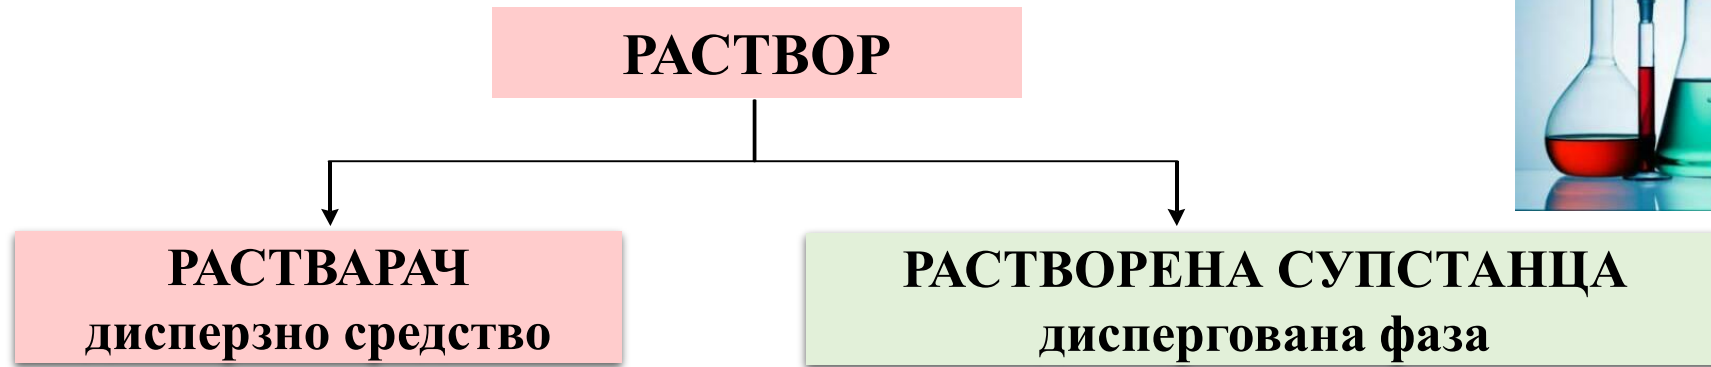 РАСТВОР
РАСТВАРАЧ
дисперзно средство
РАСТВОРЕНА СУПСТАНЦА
диспергована фаза